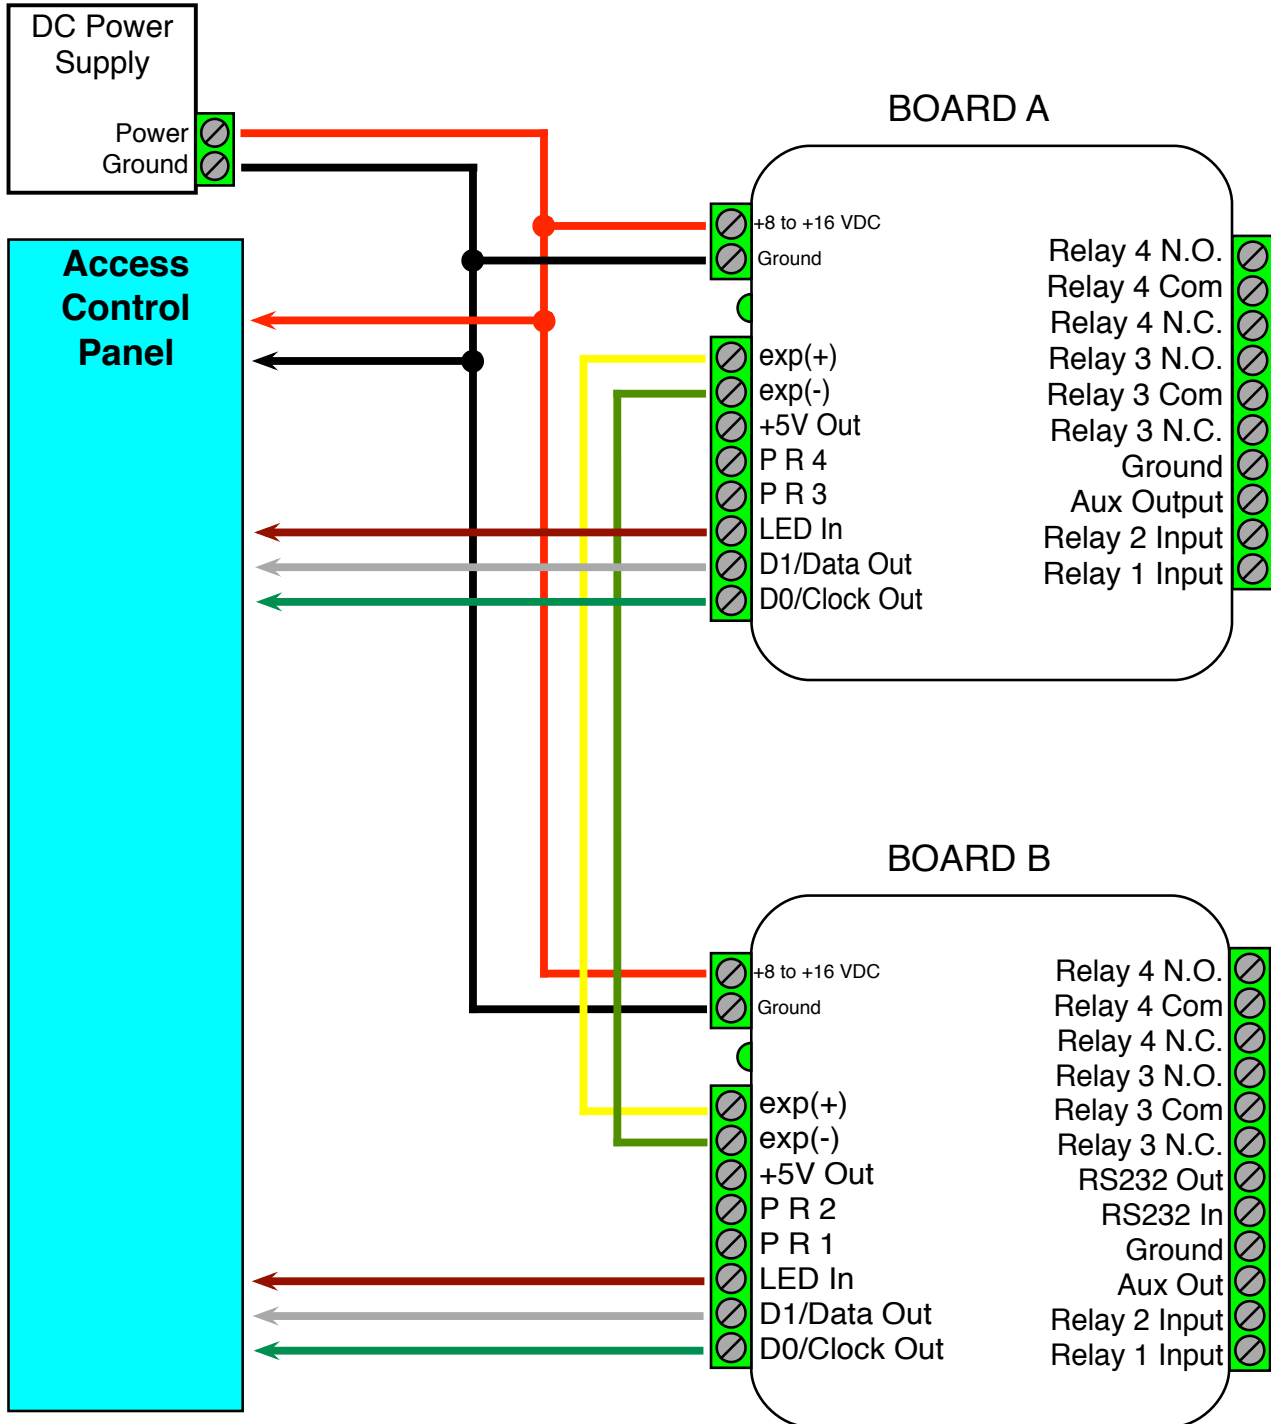 DC Power
Supply
Power
Ground
Access
Control
Panel
BOARD A
+8 to +16 VDC
Ground
exp(+)
exp(-)
+5V Out
P R 4
P R 3
LED In
D1/Data Out
D0/Clock Out
Relay 4 N.O.
Relay 4 Com
Relay 4 N.C.
Relay 3 N.O.
Relay 3 Com
Relay 3 N.C.
Ground
Aux Output
Relay 2 Input
Relay 1 Input
BOARD B
+8 to +16 VDC
Ground
exp(+)
exp(-)
+5V Out
P R 2
P R 1
LED In
D1/Data Out
D0/Clock Out
Relay 4 N.O.
Relay 4 Com
Relay 4 N.C.
Relay 3 N.O.
Relay 3 Com
Relay 3 N.C.
RS232 Out
RS232 In
Ground
Aux Out
Relay 2 Input
Relay 1 Input